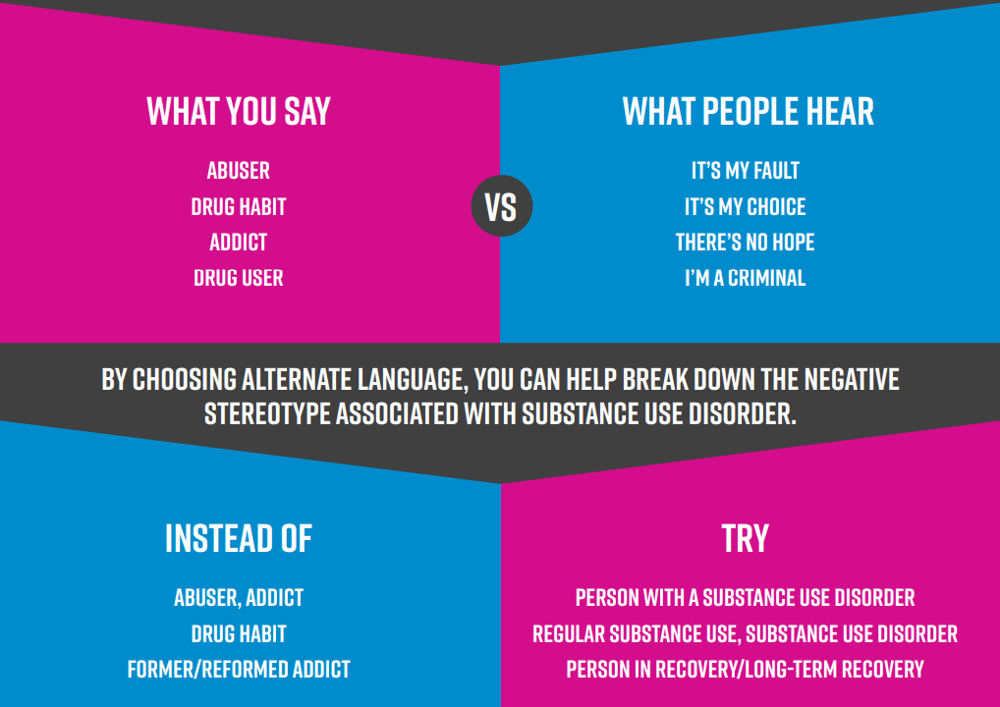 WHAT YOU SAY
ABUSER
DRUG HABIT
ADDICT
DRUG USER
VS
WHAT PEOPLE HEAR
IT'S MY FAULT
IT'S MY CHOICE
THERE'S NO HOPE
I'M A CRIMINAL
BY CHOOSING ALTERNATE LANGUAGE, YOU CAN HELP BREAK DOWN THE NEGATIVE
STEREOTYPE ASSOCIATED WITH SUBSTANCE USE DISORDER.
INSTEAD OF
ABUSER, ADDICT
DRUG HABIT
FORMER/REFORMED ADDICT
TRY
PERSON WITH A SUBSTANCE USE DISORDER
REGULAR SUBSTANCE USE, SUBSTANCE USE DISORDER
PERSON IN RECOVERY/LONG-TERM RECOVERY